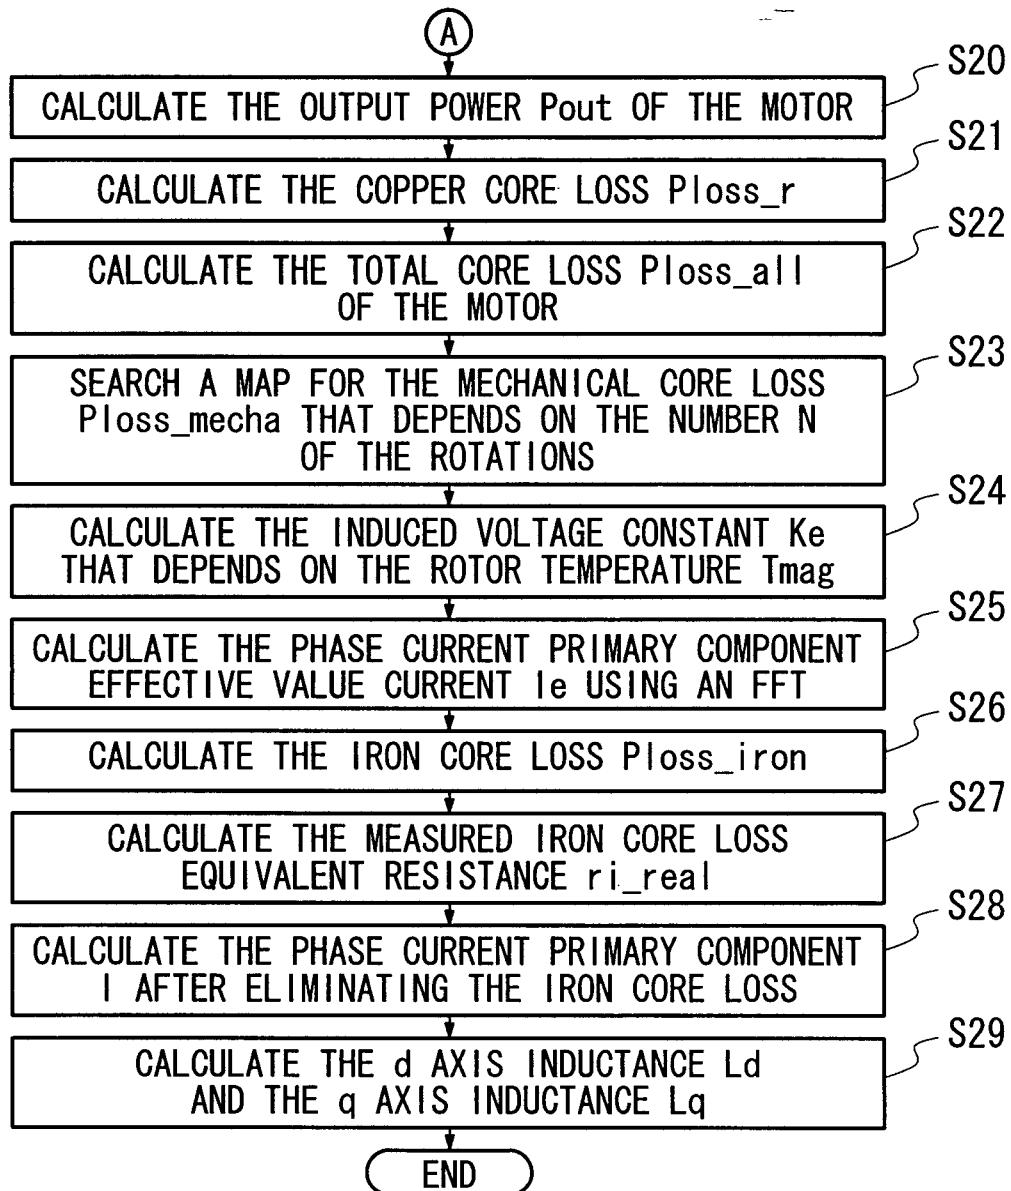 A
S20
CALCULATE THE OUTPUT POWER Pout OF THE MOTOR
S21
CALCULATE THE COPPER CORE LOSS Ploss_r
S22
CALCULATE THE TOTAL CORE LOSS Ploss_all
OF THE MOTOR
S23
SEARCH A MAP FOR THE MECHANICAL CORE LOSS
Ploss_mecha THAT DEPENDS ON THE NUMBER N
OF THE ROTATIONS
S24
CALCULATE THE INDUCED VOLTAGE CONSTANT Ke
THAT DEPENDS ON THE ROTOR TEMPERATURE Tmag
S25
CALCULATE THE PHASE CURRENT PRIMARY COMPONENT
EFFECTIVE VALUE CURRENT Ie USING AN FFT
S26
CALCULATE THE IRON CORE LOSS Ploss_iron
S27
CALCULATE THE MEASURED IRON CORE LOSS
EQUIVALENT RESISTANCE ri_real
S28
CALCULATE THE PHASE CURRENT PRIMARY COMPONENT
I AFTER ELIMINATING THE IRON CORE LOSS
S29
CALCULATE THE d AXIS INDUCTANCE Ld
AND THE q AXIS INDUCTANCE Lq
END